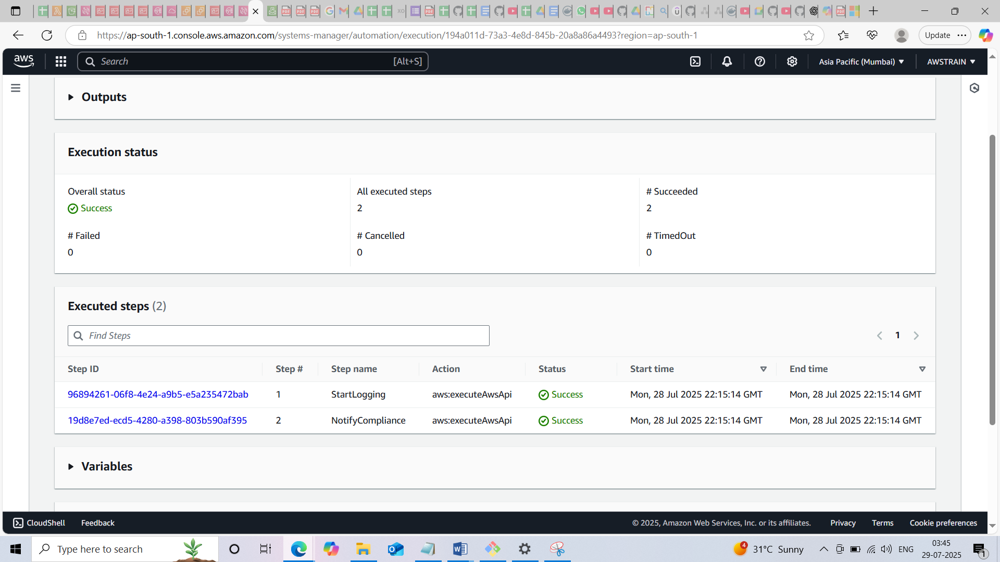 https://ap-south-1.console.aws.amazon.com/systems-manager/automation/execution/194a011d-73a3-4e8d-845b-20a8a86a4493?region=ap-south-1
Update
aws
Search
[Alt+S]
Asia Pacific (Mumbai)
AWSTRAIN
Outputs
Execution status
Overall status
All executed steps
# Succeeded
Success
2
2
# Failed
# Cancelled
# TimedOut
0
0
0
Executed steps (2)
Find Steps
1
Step ID Step # Step name Action Status Start time End time
96894261-06f8-4e24-a9b5-e5a235472bab 1 StartLogging aws:executeAwsApi Success Mon, 28 Jul 2025 22:15:14 GMT Mon, 28 Jul 2025 22:15:14 GMT
19d8e7ed-ecd5-4280-a398-803b590af395 2 NotifyCompliance aws:executeAwsApi Success Mon, 28 Jul 2025 22:15:14 GMT Mon, 28 Jul 2025 22:15:14 GMT
Variables
CloudShell
Feedback
© 2025, Amazon Web Services, Inc. or its affiliates.
Privacy
Terms
Cookie preferences
Type here to search
4
31°C Sunny
ENG
03:45
29-07-2025
1